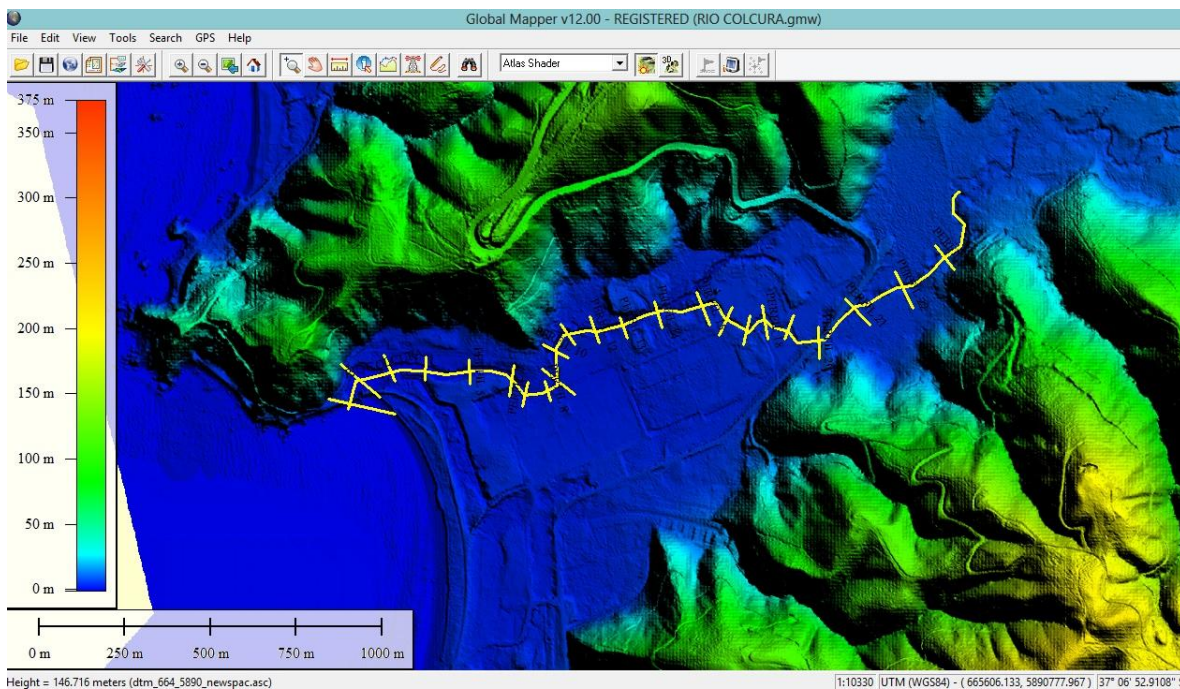 Global Mapper v12.00 - REGISTERED (RIO COLCURA.gmw)
File Edit View Tools Search GPS Help
Atlas Shader
375 m
350 m
300 m
250 m
200 m
150 m
100 m
50 m
0 m
0 m 250 m 500 m 750 m 1000 m
Height = 146.716 meters (dtm_664_5890_newspac.asc)
1:10330 UTM (WGS84) - ( 665606.133, 5890777.967 ) 37° 06' 52.9108"